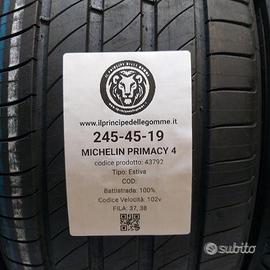 IL PRINCIPE DELLE GOMME
www.ilprincipedellegomme.it
245-45-19
MICHELIN PRIMACY 4
codice prodotto: 43792
Tipo: Estiva
COD:
Battistrada: 100%
Codice Velocità: 102v
FILA: 37, 38
subito